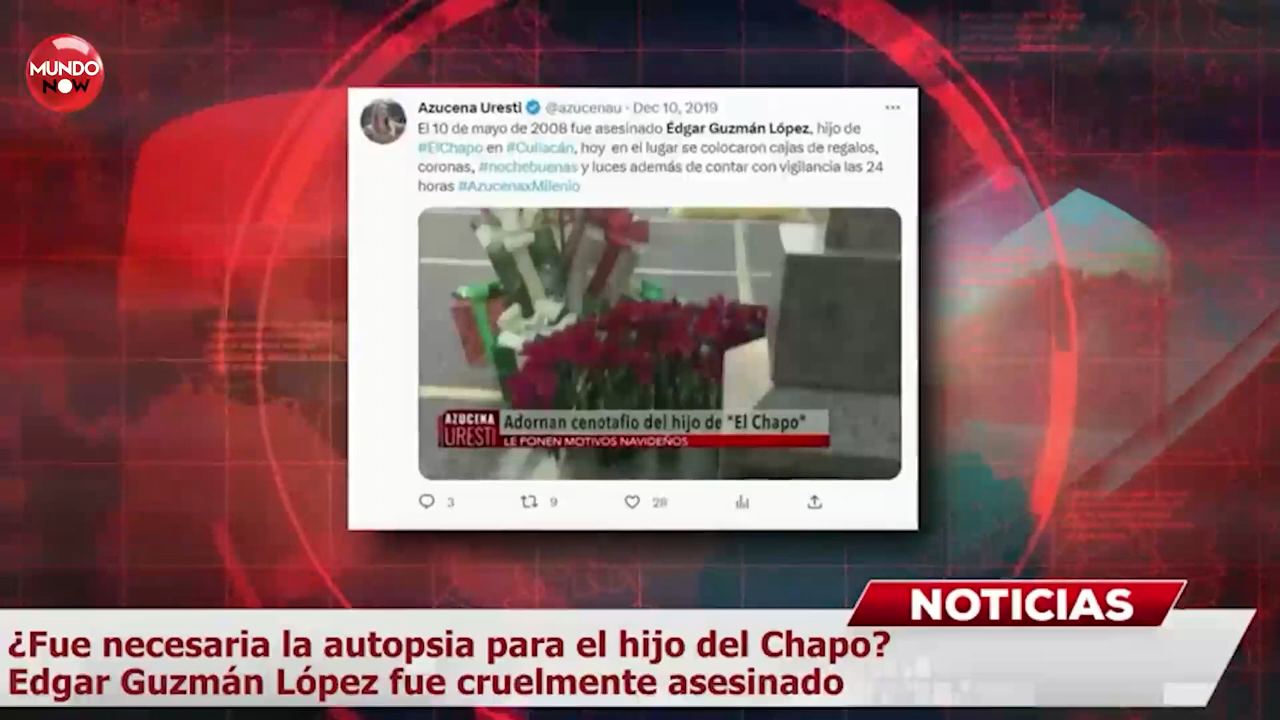 MUNDO
NOW
Azucena Uresti @azucenau · Dec 10, 2019
El 10 de mayo de 2008 fue asesinado Édgar Guzmán López, hijo de
#ElChapo en #Culiacán, hoy en el lugar se colocaron cajas de regalos,
coronas, #nochebuenas y luces además de contar con vigilancia las 24
horas #AzucenaxMilenio
AZUCENA
URESTI
Adornan cenotafio del hijo de "El Chapo"
LE PONEN MOTIVOS NAVIDEÑOS
3 9 28
NOTICIAS
¿Fue necesaria la autopsia para el hijo del Chapo?
Edgar Guzmán López fue cruelmente asesinado